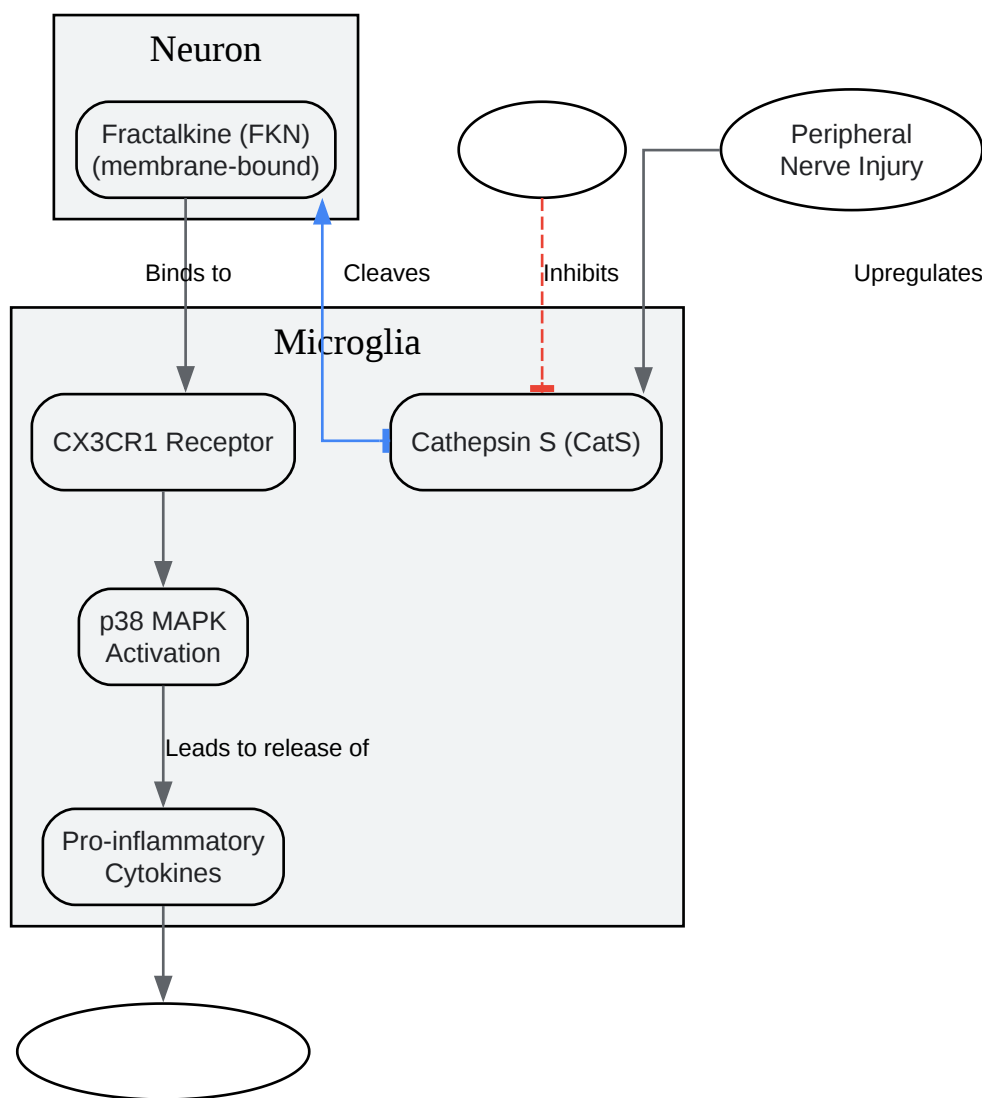 Neuron
Fractalkine (FKN)
(membrane-bound)
Peripheral
Nerve Injury
Binds to
Cleaves
Inhibits
Upregulates
Microglia
CX3CR1 Receptor
Cathepsin S (CatS)
p38 MAPK
Activation
Leads to release of
Pro-inflammatory
Cytokines